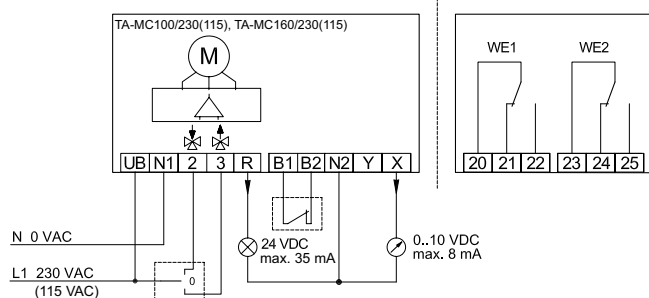 TA-MC100/230(115), TA-MC160/230(115)
M
UB N1 2 3 R B1 B2 N2 Y X
WE1 WE2
20 21 22 23 24 25
N 0 VAC
24 VDC
max. 35 mA
0..10 VDC
max. 8 mA
L1 230 VAC
(115 VAC)
0